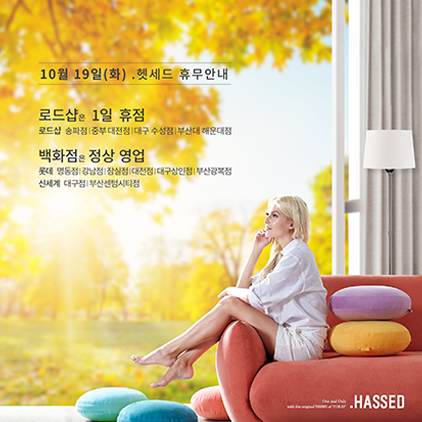 10월 19일(화) .헷세드 휴무안내
로드샵은 1일 휴점
로드샵 송파점|중부대전점|대구 수성점|부산대 해운대점
백화점은 정상 영업
롯데 명동점|강남점|잠실점|대전점|대구상인점|부산광복점
신세계 대구점|부산센텀시티점
One and Only
with the original "HESED of TORAY"
.HASSED